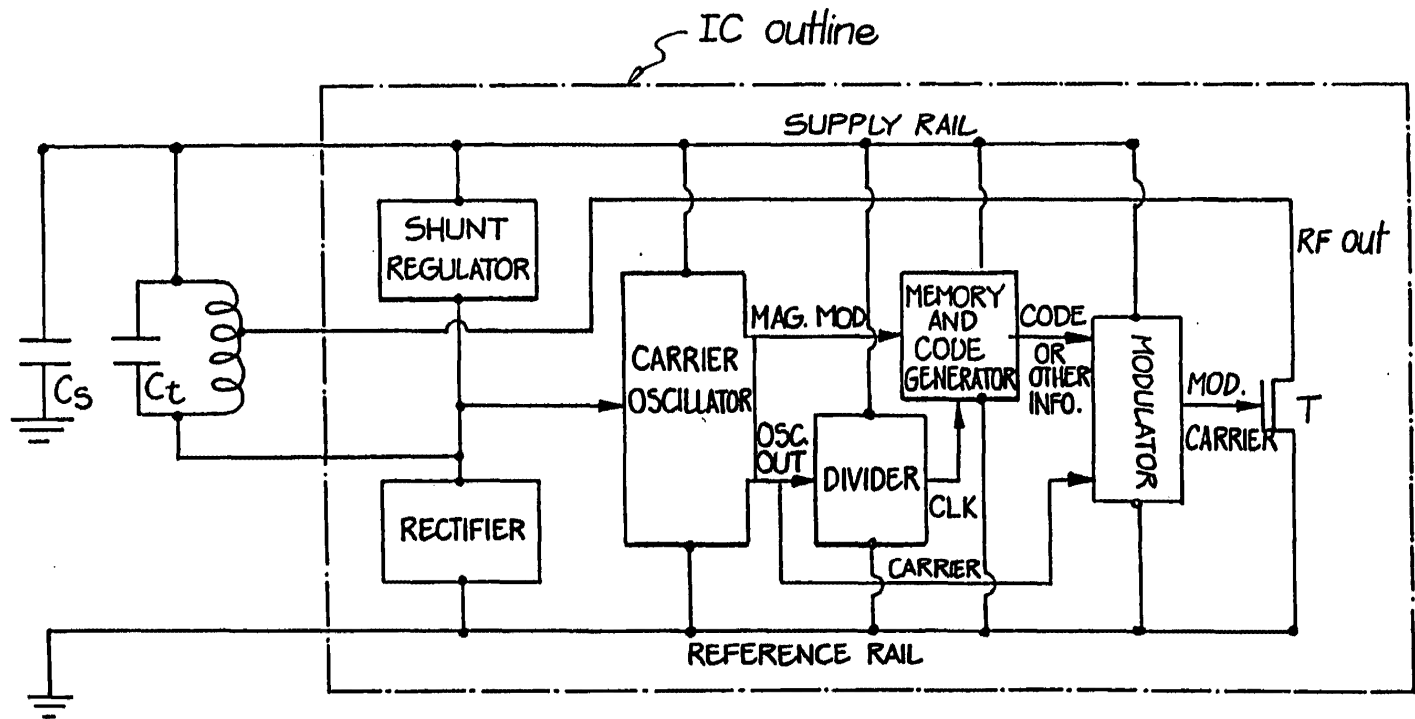 IC outline
SUPPLY RAIL
SHUNT
REGULATOR
RF out
MAG. MOD.
MEMORY
AND
CODE
GENERATOR
CODE
OR
OTHER
INFO.
CARRIER
OSCILLATOR
Cs
Ct
MODULATOR
MOD.
CARRIER
T
OSC.
OUT
DIVIDER
CLK
RECTIFIER
CARRIER
REFERENCE RAIL